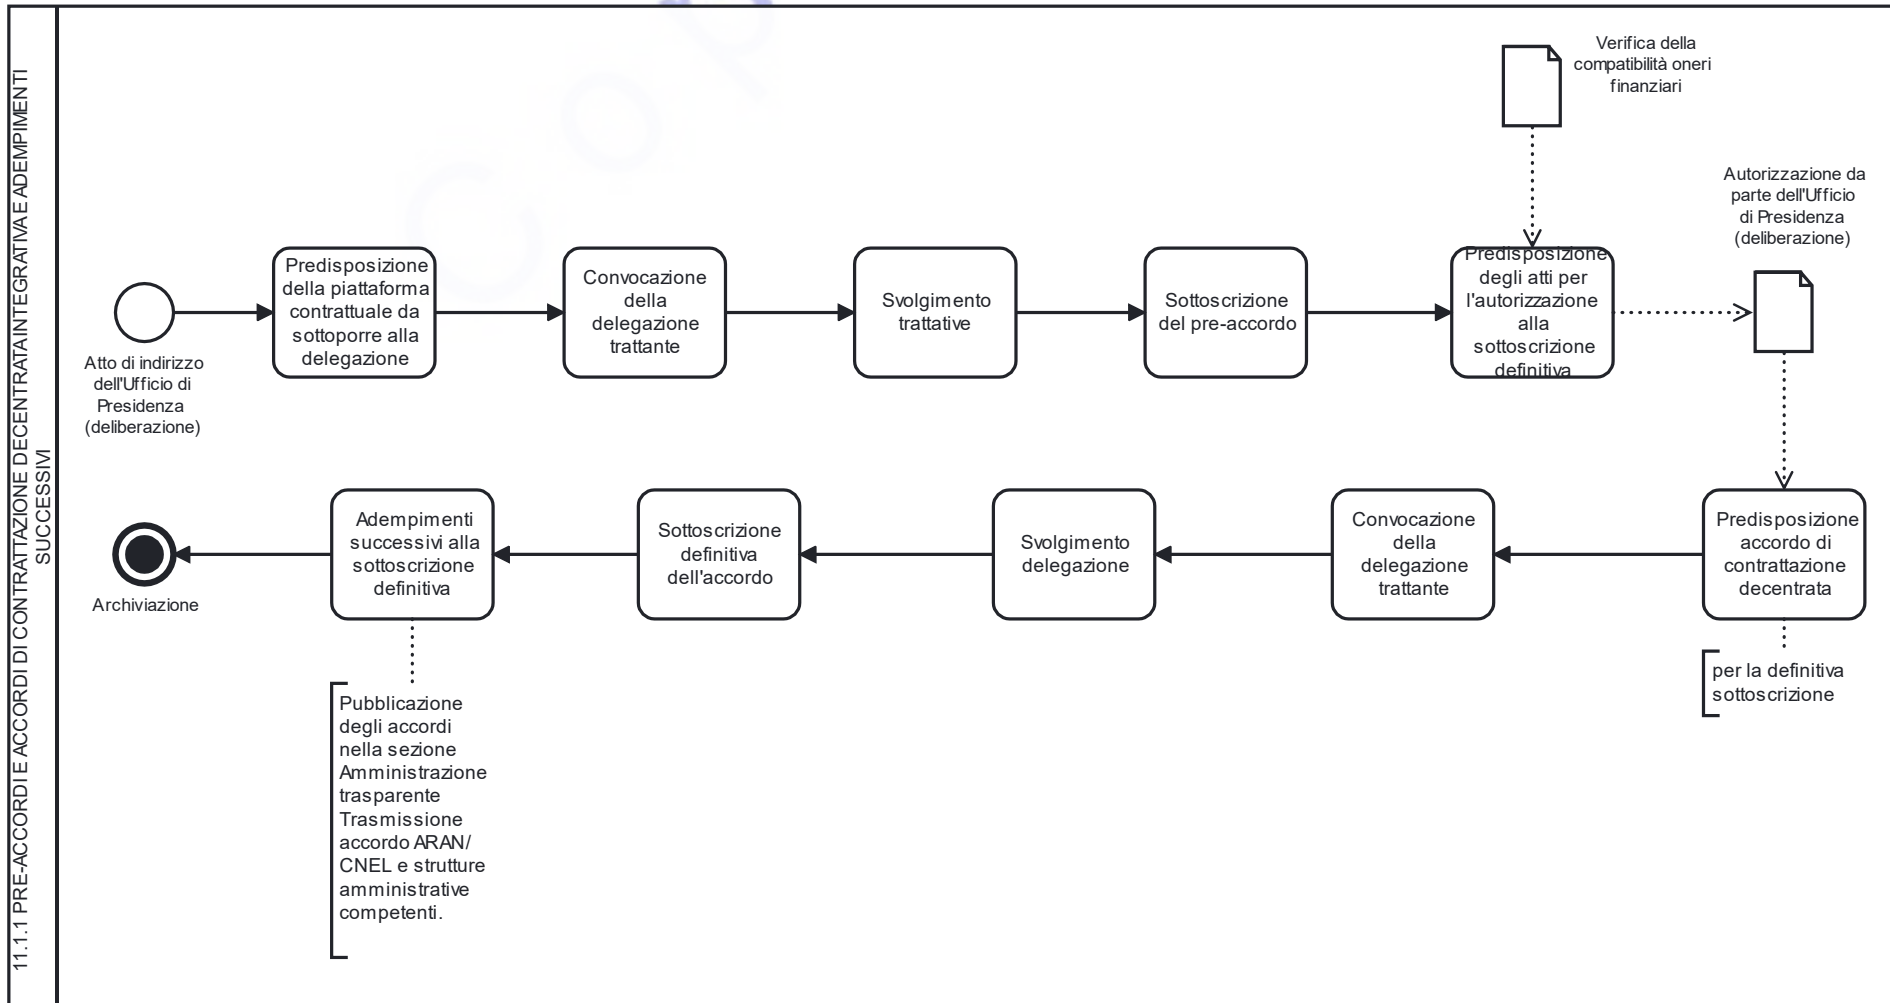 11.1.1 PRE-ACCORDI E ACCORDI DI CONTRATTAZIONE DECENTRATA INTEGRATIVA E ADEMPIMENTI
SUCCESSIVI
Cop
Verifica della
compatibilità oneri
finanziari
Autorizzazione da
parte dell'Ufficio
di Presidenza
(deliberazione)
Atto di indirizzo
dell'Ufficio di
Presidenza
(deliberazione)
Predisposizione
della piattaforma
contrattuale da
sottoporre alla
delegazione
Convocazione
della
delegazione
trattante
Svolgimento
trattative
Sottoscrizione
del pre-accordo
Predisposizione
degli atti per
l'autorizzazione
alla
sottoscrizione
definitiva
Archiviazione
Adempimenti
successivi alla
sottoscrizione
definitiva
Sottoscrizione
definitiva
dell'accordo
Svolgimento
delegazione
Convocazione
della
delegazione
trattante
Predisposizione
accordo di
contrattazione
decentrata
per la definitiva
sottoscrizione
Pubblicazione
degli accordi
nella sezione
Amministrazione
trasparente
Trasmissione
accordo ARAN/
CNEL e strutture
amministrative
competenti.